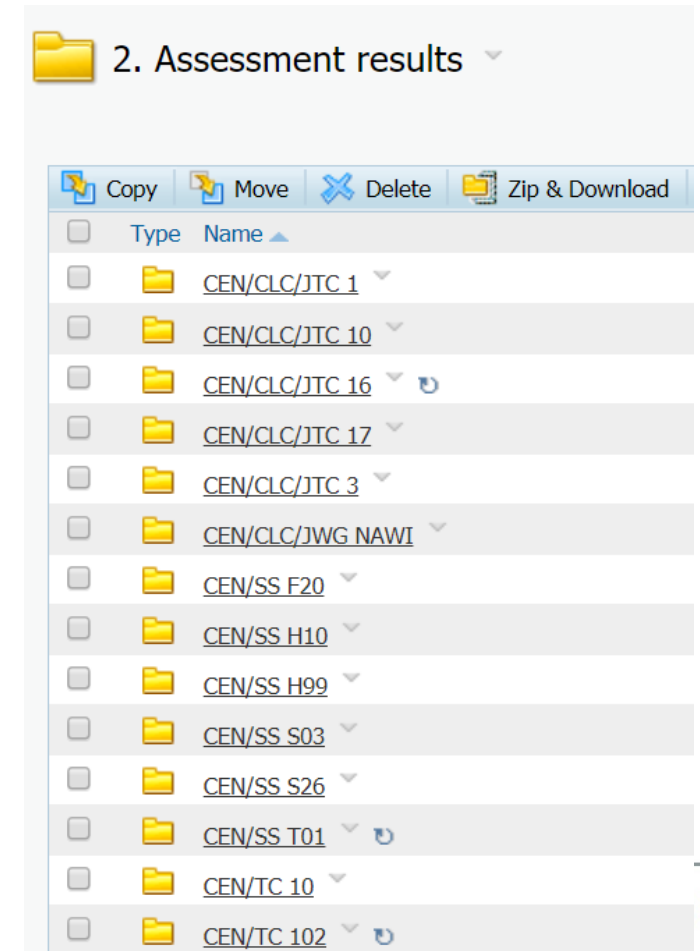 2. Assessment results
Copy Move Delete Zip & Download
Type Name
CEN/CLC/JTC 1
CEN/CLC/JTC 10
CEN/CLC/JTC 16
CEN/CLC/JTC 17
CEN/CLC/JTC 3
CEN/CLC/JWG NAWI
CEN/SS F20
CEN/SS H10
CEN/SS H99
CEN/SS S03
CEN/SS S26
CEN/SS T01
CEN/TC 10
CEN/TC 102